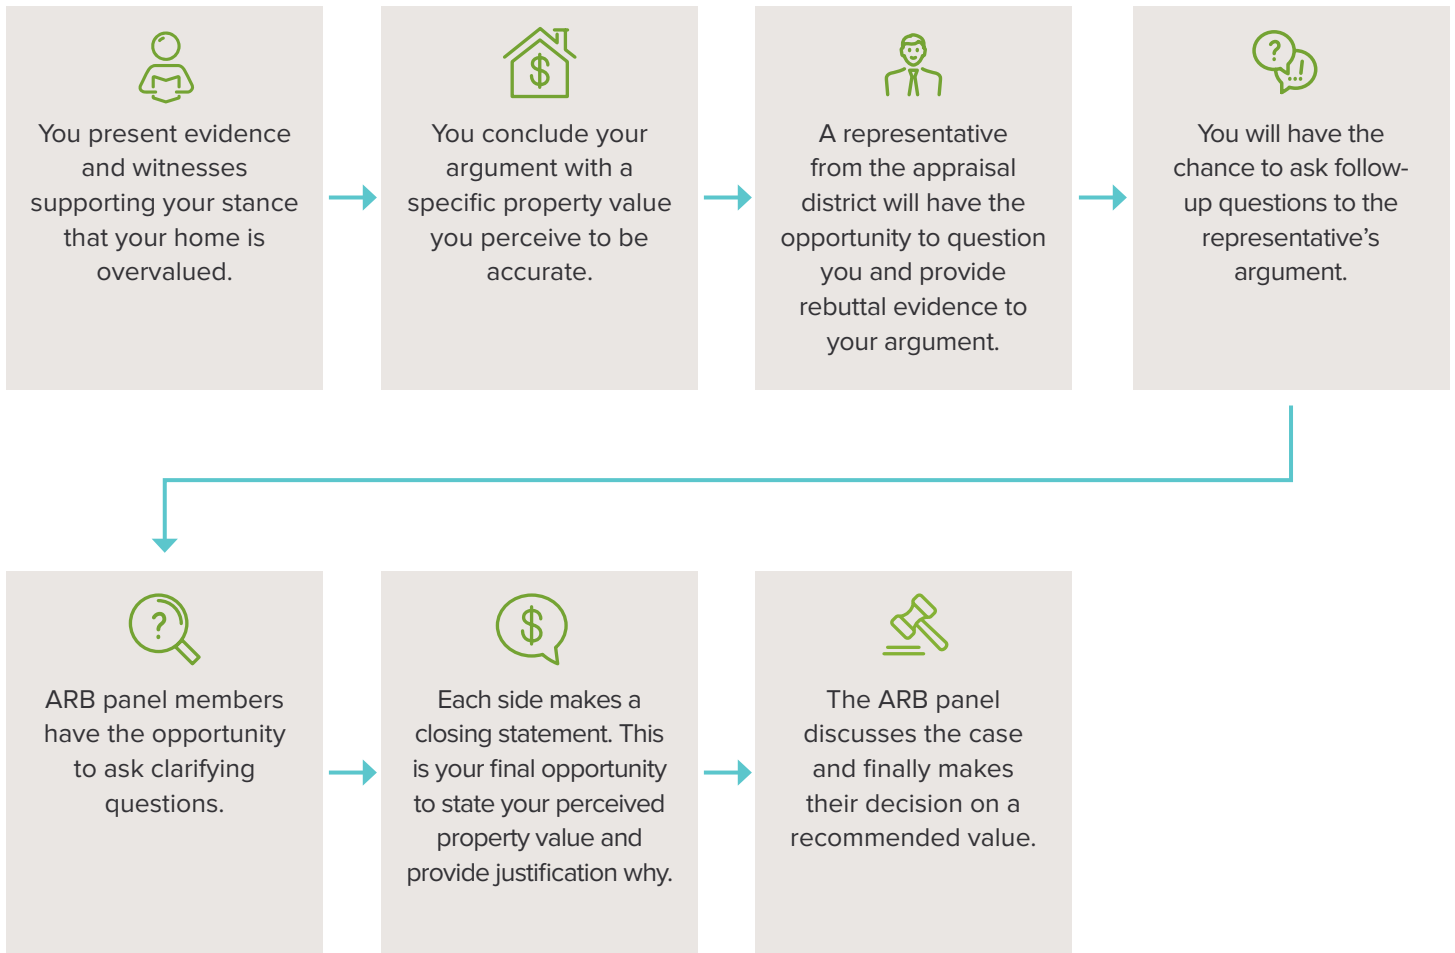 You present evidence
and witnesses
supporting your stance
that your home is
overvalued.
You conclude your
argument with a
specific property value
you perceive to be
accurate.
A representative
from the appraisal
district will have the
opportunity to question
you and provide
rebuttal evidence to
your argument.
You will have the
chance to ask follow-
up questions to the
representative’s
argument.
ARB panel members
have the opportunity
to ask clarifying
questions.
Each side makes a
closing statement. This
is your final opportunity
to state your perceived
property value and
provide justification why.
The ARB panel
discusses the case
and finally makes
their decision on a
recommended value.